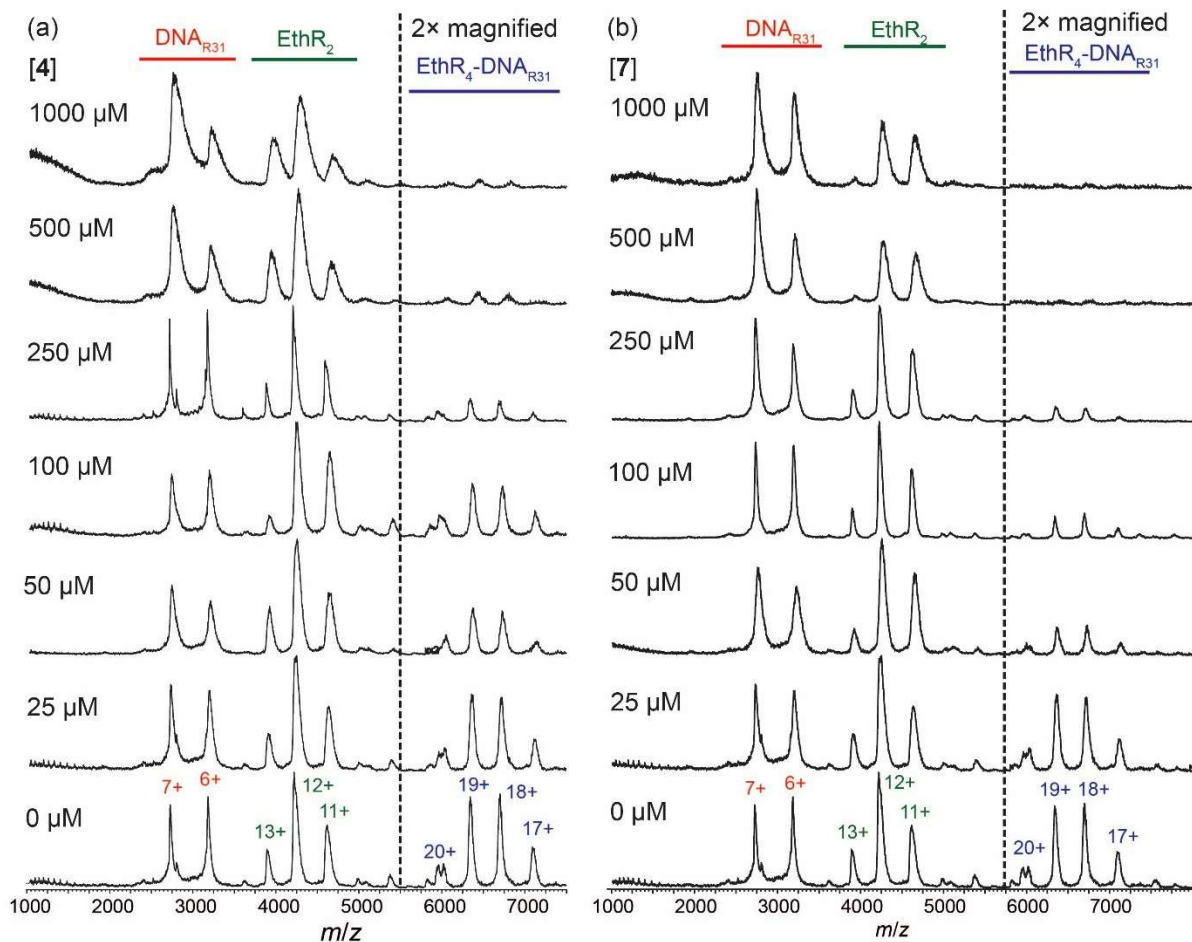 (a) DNA_R31 EthR_2 2× magnified
[4] EthR_4-DNA_R31
1000 µM
500 µM
250 µM
100 µM
50 µM
25 µM
7+ 6+ 12+ 19+ 18+
0 µM 13+ 11+ 20+ 17+
1000 2000 3000 4000 5000 6000 7000
m/z
(b) DNA_R31 EthR_2 2× magnified
[7] EthR_4-DNA_R31
1000 µM
500 µM
250 µM
100 µM
50 µM
25 µM
7+ 6+ 12+ 19+ 18+
0 µM 13+ 11+ 20+ 17+
1000 2000 3000 4000 5000 6000 7000
m/z